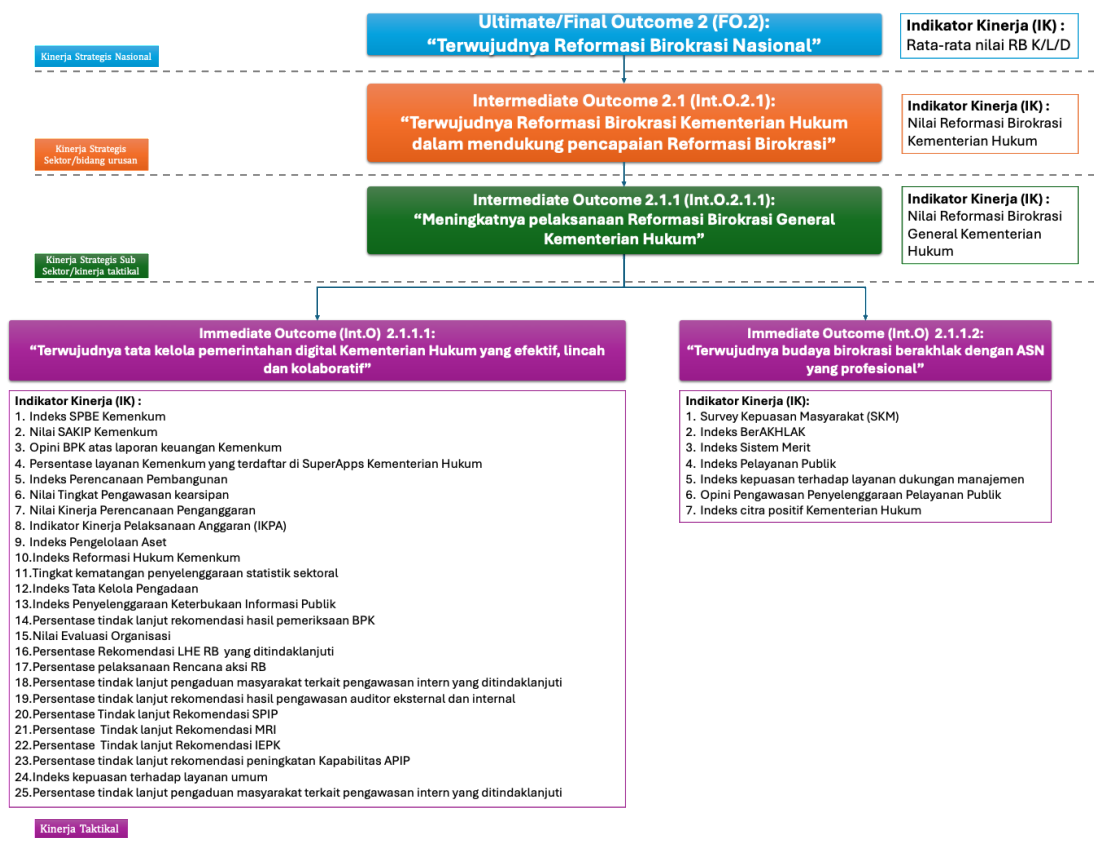 Ultimate/Final Outcome 2 (FO.2):
“Terwujudnya Reformasi Birokrasi Nasional”
Indikator Kinerja (IK) :
Rata-rata nilai RB K/L/D
Kinerja Strategis Nasional
Intermediate Outcome 2.1 (Int.O.2.1):
“Terwujudnya Reformasi Birokrasi Kementerian Hukum
dalam mendukung pencapaian Reformasi Birokrasi”
Indikator Kinerja (IK) :
Nilai Reformasi Birokrasi
Kementerian Hukum
Kinerja Strategis
Sektor/bidang urusan
Intermediate Outcome 2.1.1 (Int.O.2.1.1):
“Meningkatnya pelaksanaan Reformasi Birokrasi General
Kementerian Hukum”
Indikator Kinerja (IK) :
Nilai Reformasi Birokrasi
General Kementerian
Hukum
Kinerja Strategis Sub
Sektor/kinerja taktikal
Immediate Outcome (Int.O) 2.1.1.1:
“Terwujudnya tata kelola pemerintahan digital Kementerian Hukum yang efektif, lincah
dan kolaboratif”
Indikator Kinerja (IK) :
1. Indeks SPBE Kemenkum
2. Nilai SAKIP Kemenkum
3. Opini BPK atas laporan keuangan Kemenkum
4. Persentase layanan Kemenkum yang terdaftar di SuperApps Kementerian Hukum
5. Indeks Perencanaan Pembangunan
6. Nilai Tingkat Pengawasan kearsipan
7. Nilai Kinerja Perencanaan Penganggaran
8. Indikator Kinerja Pelaksanaan Anggaran (IKPA)
9. Indeks Pengelolaan Aset
10.Indeks Reformasi Hukum Kemenkum
11.Tingkat kematangan penyelenggaraan statistik sektoral
12.Indeks Tata Kelola Pengadaan
13.Indeks Penyelenggaraan Keterbukaan Informasi Publik
14.Persentase tindak lanjut rekomendasi hasil pemeriksaan BPK
15.Nilai Evaluasi Organisasi
16.Persentase Rekomendasi LHE RB yang ditindaklanjuti
17.Persentase pelaksanaan Rencana aksi RB
18.Persentase tindak lanjut pengaduan masyarakat terkait pengawasan intern yang ditindaklanjuti
19.Persentase tindak lanjut rekomendasi hasil pengawasan auditor eksternal dan internal
20.Persentase Tindak lanjut Rekomendasi SPIP
21.Persentase Tindak lanjut Rekomendasi MRI
22.Persentase Tindak lanjut Rekomendasi IEPK
23.Persentase tindak lanjut rekomendasi peningkatan Kapabilitas APIP
24.Indeks kepuasan terhadap layanan umum
25.Persentase tindak lanjut pengaduan masyarakat terkait pengawasan intern yang ditindaklanjuti
Immediate Outcome (Int.O) 2.1.1.2:
“Terwujudnya budaya birokrasi berakhlak dengan ASN
yang profesional”
Indikator Kinerja (IK):
1. Survey Kepuasan Masyarakat (SKM)
2. Indeks BerAKHLAK
3. Indeks Sistem Merit
4. Indeks Pelayanan Publik
5. Indeks kepuasan terhadap layanan dukungan manajemen
6. Opini Pengawasan Penyelenggaraan Pelayanan Publik
7. Indeks citra positif Kementerian Hukum
Kinerja Taktikal